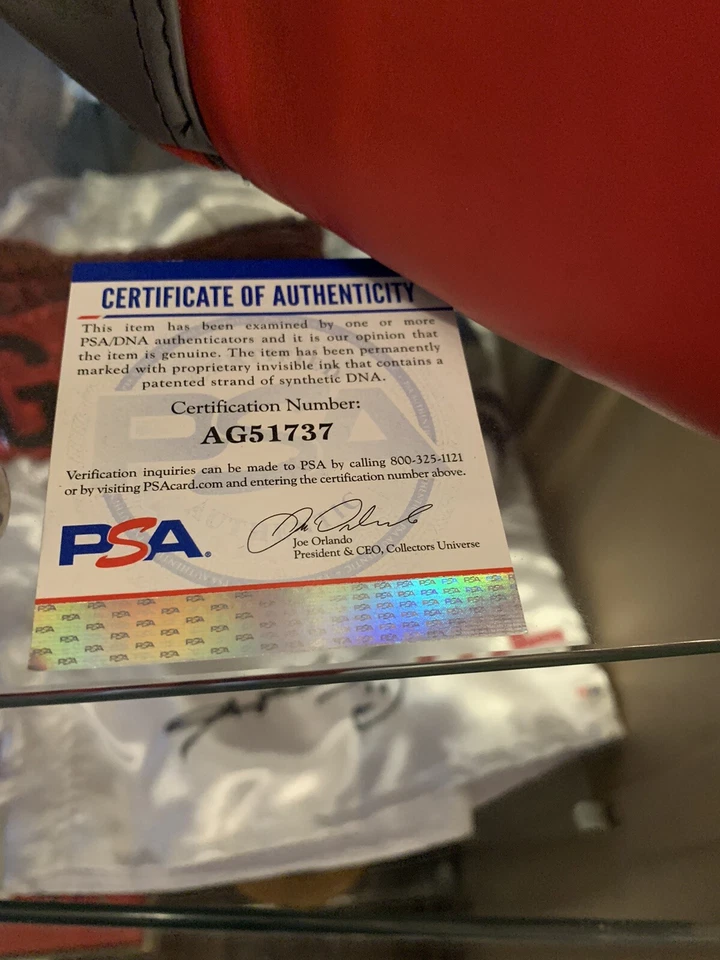 CERTIFICATE OF AUTHENTICITY
This item has been examined by one or more
PSA/DNA authenticators and it is our opinion that
the item is genuine. The item has been permanently
marked with proprietary invisible ink that contains a
patented strand of synthetic DNA.
Certification Number:
AG51737
Verification inquiries can be made to PSA by calling 800-325-1121
or by visiting PSAcard.com and entering the certification number above.
PSA
Joe Orlando
President & CEO, Collectors Universe